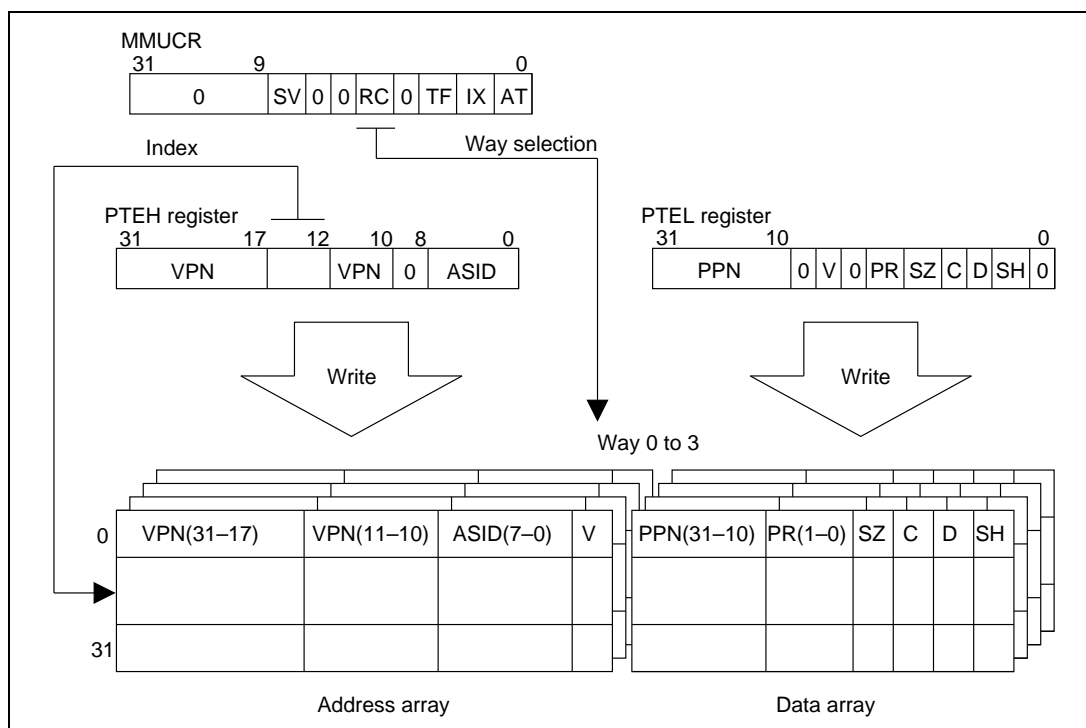 MMUCR
31 9 0
0 SV 0 0 RC 0 TF IX AT
Index
Way selection
PTEH register
31 17 12 10 8 0
VPN VPN 0 ASID
PTEL register
31 10 0
PPN 0 V 0 PR SZ C D SH 0
Write
Write
Way 0 to 3
0 VPN(31–17) VPN(11–10) ASID(7–0) V PPN(31–10) PR(1–0) SZ C D SH
31
Address array
Data array